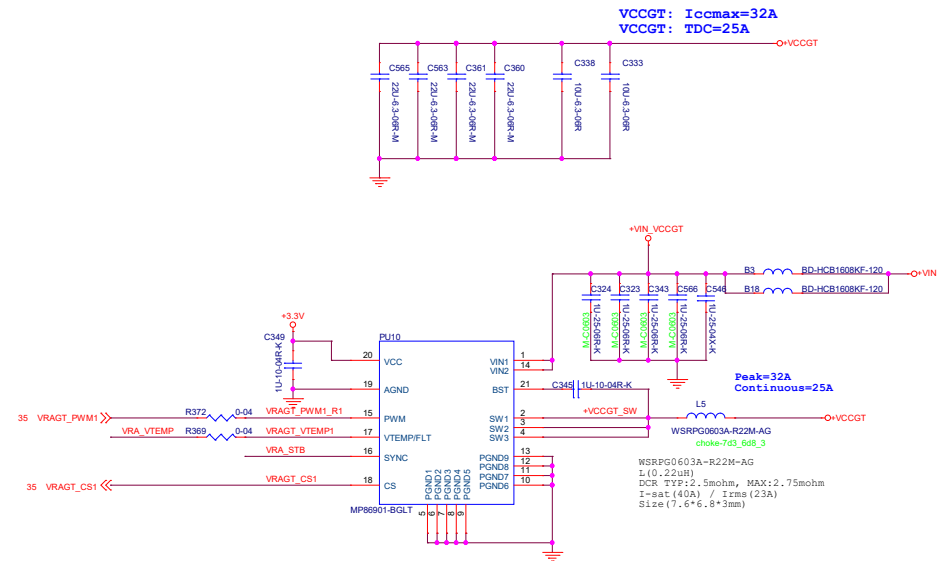 VCCGT: Iccmax=32A
VCCGT: TDC=25A
+VCCGT
C565
C563
C361
C360
C338
C333
22U-6.3-06R-M
22U-6.3-06R-M
22U-6.3-06R-M
22U-6.3-06R-M
10U-6.3-06R
10U-6.3-06R
+VIN_VCCGT
B3
BD-HCB1608KF-120
+VIN
B18
BD-HCB1608KF-120
C324
C323
C343
C566
C546
1U-25-06R-K
1U-25-06R-K
1U-25-06R-K
1U-25-06R-K
1U-25-04X-K
M-C0603
M-C0603
M-C0603
+3.3V
C349
1U-10-04R-K
PU10
20
VCC
VIN1
1
VIN2
14
19
AGND
BST
21
C345
1U-10-04R-K
Peak=32A
Continuous=25A
35
VRAGT_PWM1
R372
0-04
VRAGT_PWM1_R1
15
PWM
SW1
2
+VCCGT_SW
L5
+VCCGT
VRA_VTEMP
R369
0-04
VRAGT_VTEMP1
17
VTEMP/FLT
SW2
3
SW3
4
WSRPG0603A-R22M-AG
choke-7d3_6d8_3
VRA_STB
16
SYNC
PGND9
13
PGND8
12
PGND7
11
PGND6
10
35
VRAGT_CS1
VRAGT_CS1
18
CS
PGND1
PGND2
PGND3
PGND4
PGND5
WSRPG0603A-R22M-AG
L(0.22uH)
DCR TYP:2.5mohm, MAX:2.75mohm
I-sat(40A) / Irms(23A)
Size(7.6*6.8*3mm)
MP86901-BGLT
5
6
7
8
9